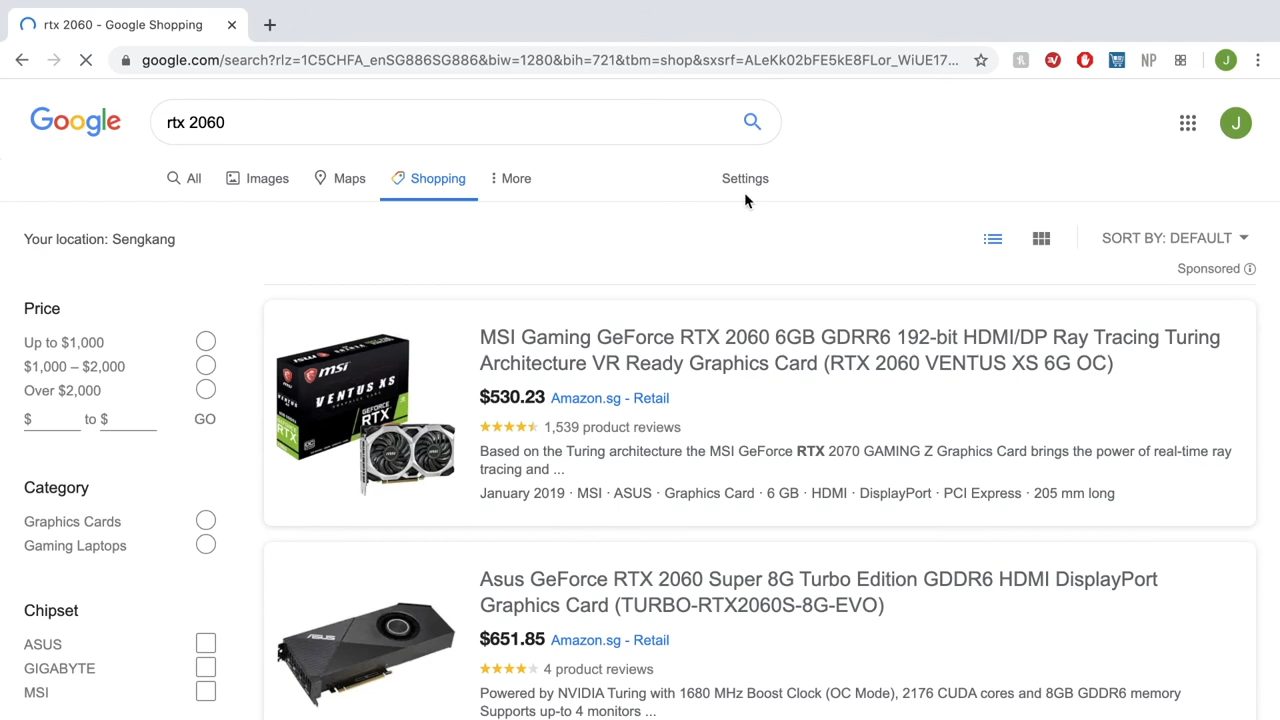 rtx 2060 - Google Shopping
google.com/search?rlz=1C5CHFA_enSG886SG886&biw=1280&bih=721&tbm=shop&sxsrf=ALeKk02bFE5kE8FLor_WiUE17...
NP
J
Google
rtx 2060
J
All
Images
Maps
Shopping
More
Settings
Your location: Sengkang
SORT BY: DEFAULT
Sponsored
Price
Up to $1,000
$1,000 – $2,000
Over $2,000
$ to $ GO
Category
Graphics Cards
Gaming Laptops
Chipset
ASUS
GIGABYTE
MSI
msi
VENTUS XS
GEFORCE
RTX
RTX
MSI Gaming GeForce RTX 2060 6GB GDRR6 192-bit HDMI/DP Ray Tracing Turing
Architecture VR Ready Graphics Card (RTX 2060 VENTUS XS 6G OC)
$530.23 Amazon.sg - Retail
1,539 product reviews
Based on the Turing architecture the MSI GeForce RTX 2070 GAMING Z Graphics Card brings the power of real-time ray
tracing and ...
January 2019 · MSI · ASUS · Graphics Card · 6 GB · HDMI · DisplayPort · PCI Express · 205 mm long
ASUS
Asus GeForce RTX 2060 Super 8G Turbo Edition GDDR6 HDMI DisplayPort
Graphics Card (TURBO-RTX2060S-8G-EVO)
$651.85 Amazon.sg - Retail
4 product reviews
Powered by NVIDIA Turing with 1680 MHz Boost Clock (OC Mode), 2176 CUDA cores and 8GB GDDR6 memory
Supports up-to 4 monitors ...